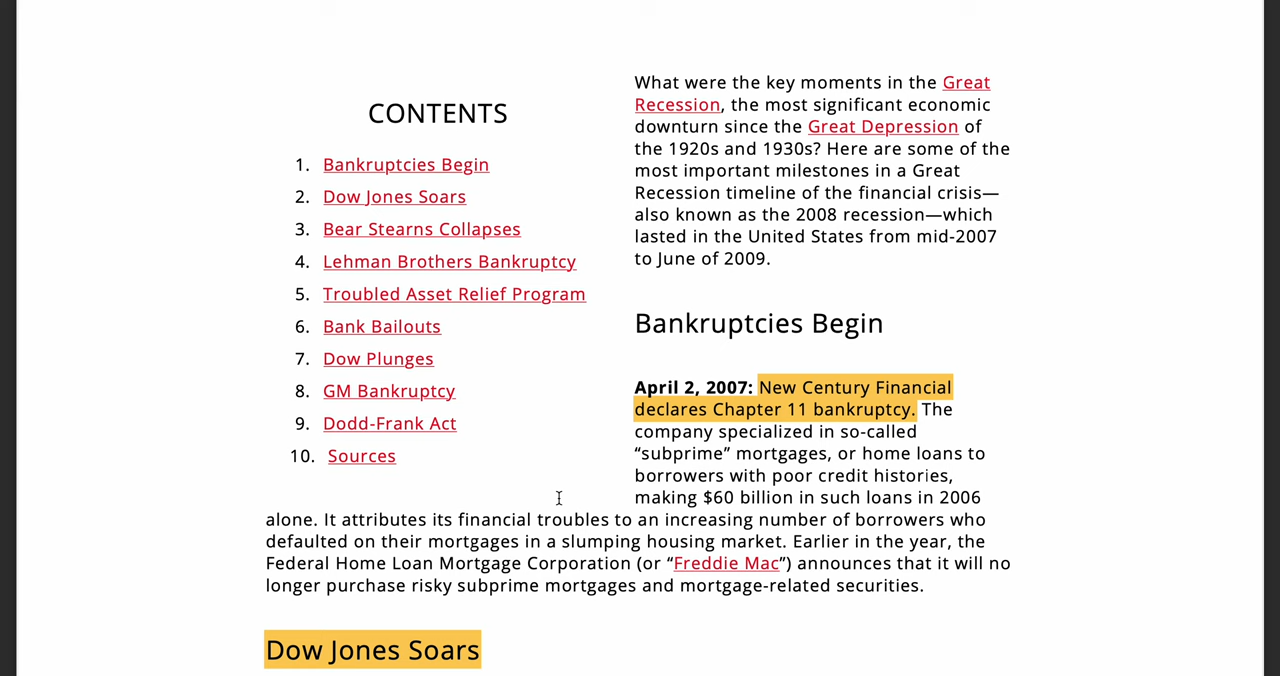 CONTENTS
1. Bankruptcies Begin
2. Dow Jones Soars
3. Bear Stearns Collapses
4. Lehman Brothers Bankruptcy
5. Troubled Asset Relief Program
6. Bank Bailouts
7. Dow Plunges
8. GM Bankruptcy
9. Dodd-Frank Act
10. Sources
What were the key moments in the Great
Recession, the most significant economic
downturn since the Great Depression of
the 1920s and 1930s? Here are some of the
most important milestones in a Great
Recession timeline of the financial crisis—
also known as the 2008 recession—which
lasted in the United States from mid-2007
to June of 2009.
Bankruptcies Begin
April 2, 2007: New Century Financial
declares Chapter 11 bankruptcy. The
company specialized in so-called
“subprime” mortgages, or home loans to
borrowers with poor credit histories,
making $60 billion in such loans in 2006
alone. It attributes its financial troubles to an increasing number of borrowers who
defaulted on their mortgages in a slumping housing market. Earlier in the year, the
Federal Home Loan Mortgage Corporation (or “Freddie Mac”) announces that it will no
longer purchase risky subprime mortgages and mortgage-related securities.
Dow Jones Soars